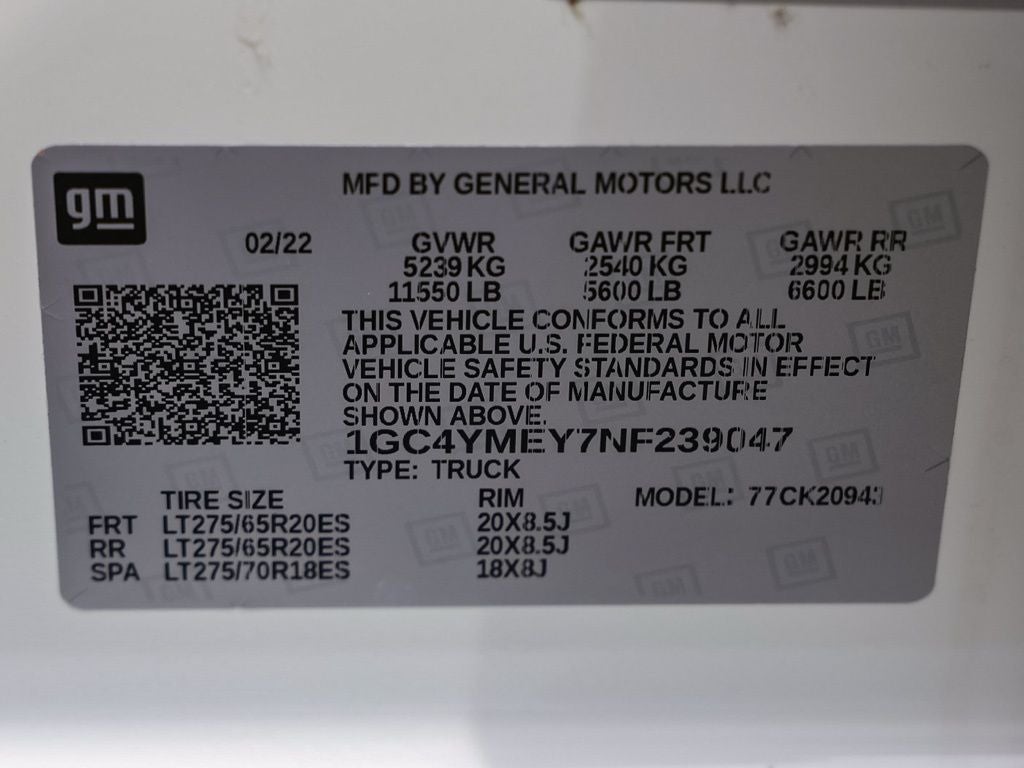 gm
MFD BY GENERAL MOTORS LLC
02/22 GVWR GAWR FRT GAWR RR
5239 KG 2540 KG 2994 KG
11550 LB 5600 LB 6600 LB
THIS VEHICLE CONFORMS TO ALL
APPLICABLE U.S. FEDERAL MOTOR
VEHICLE SAFETY STANDARDS IN EFFECT
ON THE DATE OF MANUFACTURE
SHOWN ABOVE.
1GC4YMEY7NF239047
TYPE: TRUCK
TIRE SIZE RIM MODEL: 77CK20943
FRT LT275/65R20ES 20X8.5J
RR LT275/65R20ES 20X8.5J
SPA LT275/70R18ES 18X8J